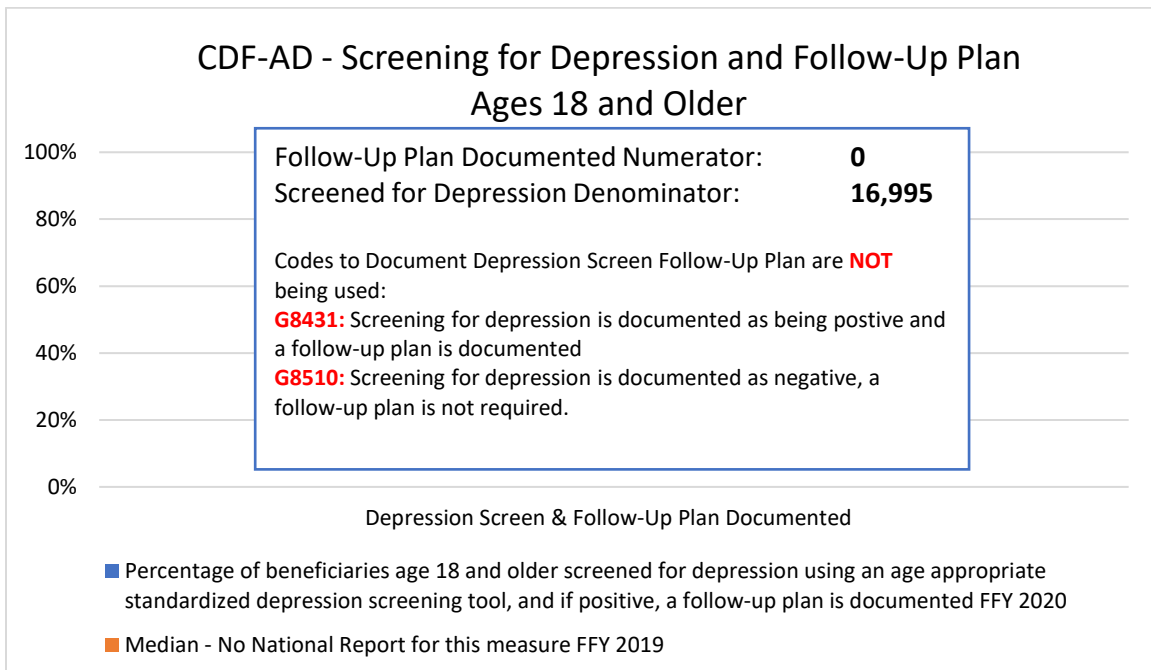 CDF-AD - Screening for Depression and Follow-Up Plan
Ages 18 and Older
100%
80%
60%
40%
20%
0%
Follow-Up Plan Documented Numerator: 0
Screened for Depression Denominator: 16,995
Codes to Document Depression Screen Follow-Up Plan are NOT
being used:
G8431: Screening for depression is documented as being postive and
a follow-up plan is documented
G8510: Screening for depression is documented as negative, a
follow-up plan is not required.
Depression Screen & Follow-Up Plan Documented
Percentage of beneficiaries age 18 and older screened for depression using an age appropriate
standardized depression screening tool, and if positive, a follow-up plan is documented FFY 2020
Median - No National Report for this measure FFY 2019